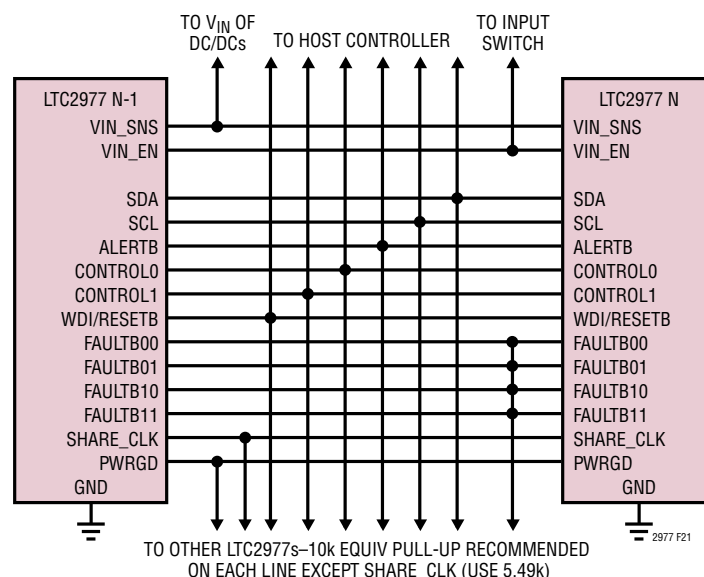 TO VIN OF
DC/DCs
TO HOST CONTROLLER
TO INPUT
SWITCH
LTC2977 N-1
VIN_SNS
VIN_EN
SDA
SCL
ALERTB
CONTROL0
CONTROL1
WDI/RESETB
FAULTB00
FAULTB01
FAULTB10
FAULTB11
SHARE_CLK
PWRGD
GND
LTC2977 N
VIN_SNS
VIN_EN
SDA
SCL
ALERTB
CONTROL0
CONTROL1
WDI/RESETB
FAULTB00
FAULTB01
FAULTB10
FAULTB11
SHARE_CLK
PWRGD
GND
2977 F21
TO OTHER LTC2977s–10k EQUIV PULL-UP RECOMMENDED
ON EACH LINE EXCEPT SHARE_CLK (USE 5.49k)